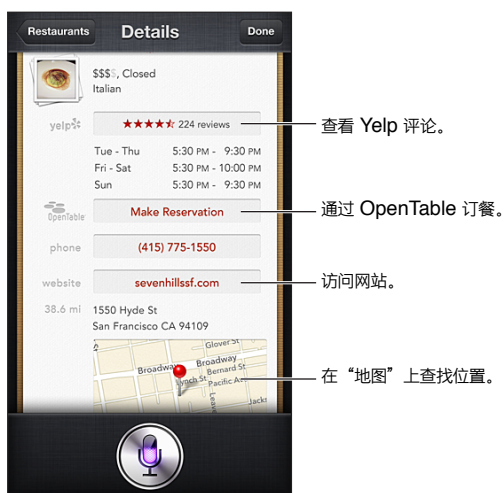 Restaurants
Details
Done
$$$$, Closed
Italian
yelp
224 reviews
查看 Yelp 评论。
Tue - Thu 5:30 PM - 9:30 PM
Fri - Sat 5:30 PM - 10:00 PM
Sun 5:30 PM - 9:30 PM
OpenTable
Make Reservation
通过 OpenTable 订餐。
phone
(415) 775-1550
website
sevenhillssf.com
访问网站。
38.6 mi
1550 Hyde St
San Francisco CA 94109
Glover St
Broadway
Broadway
Bernard St
Lynch St
Pacific Ave
在“地图”上查找位置。